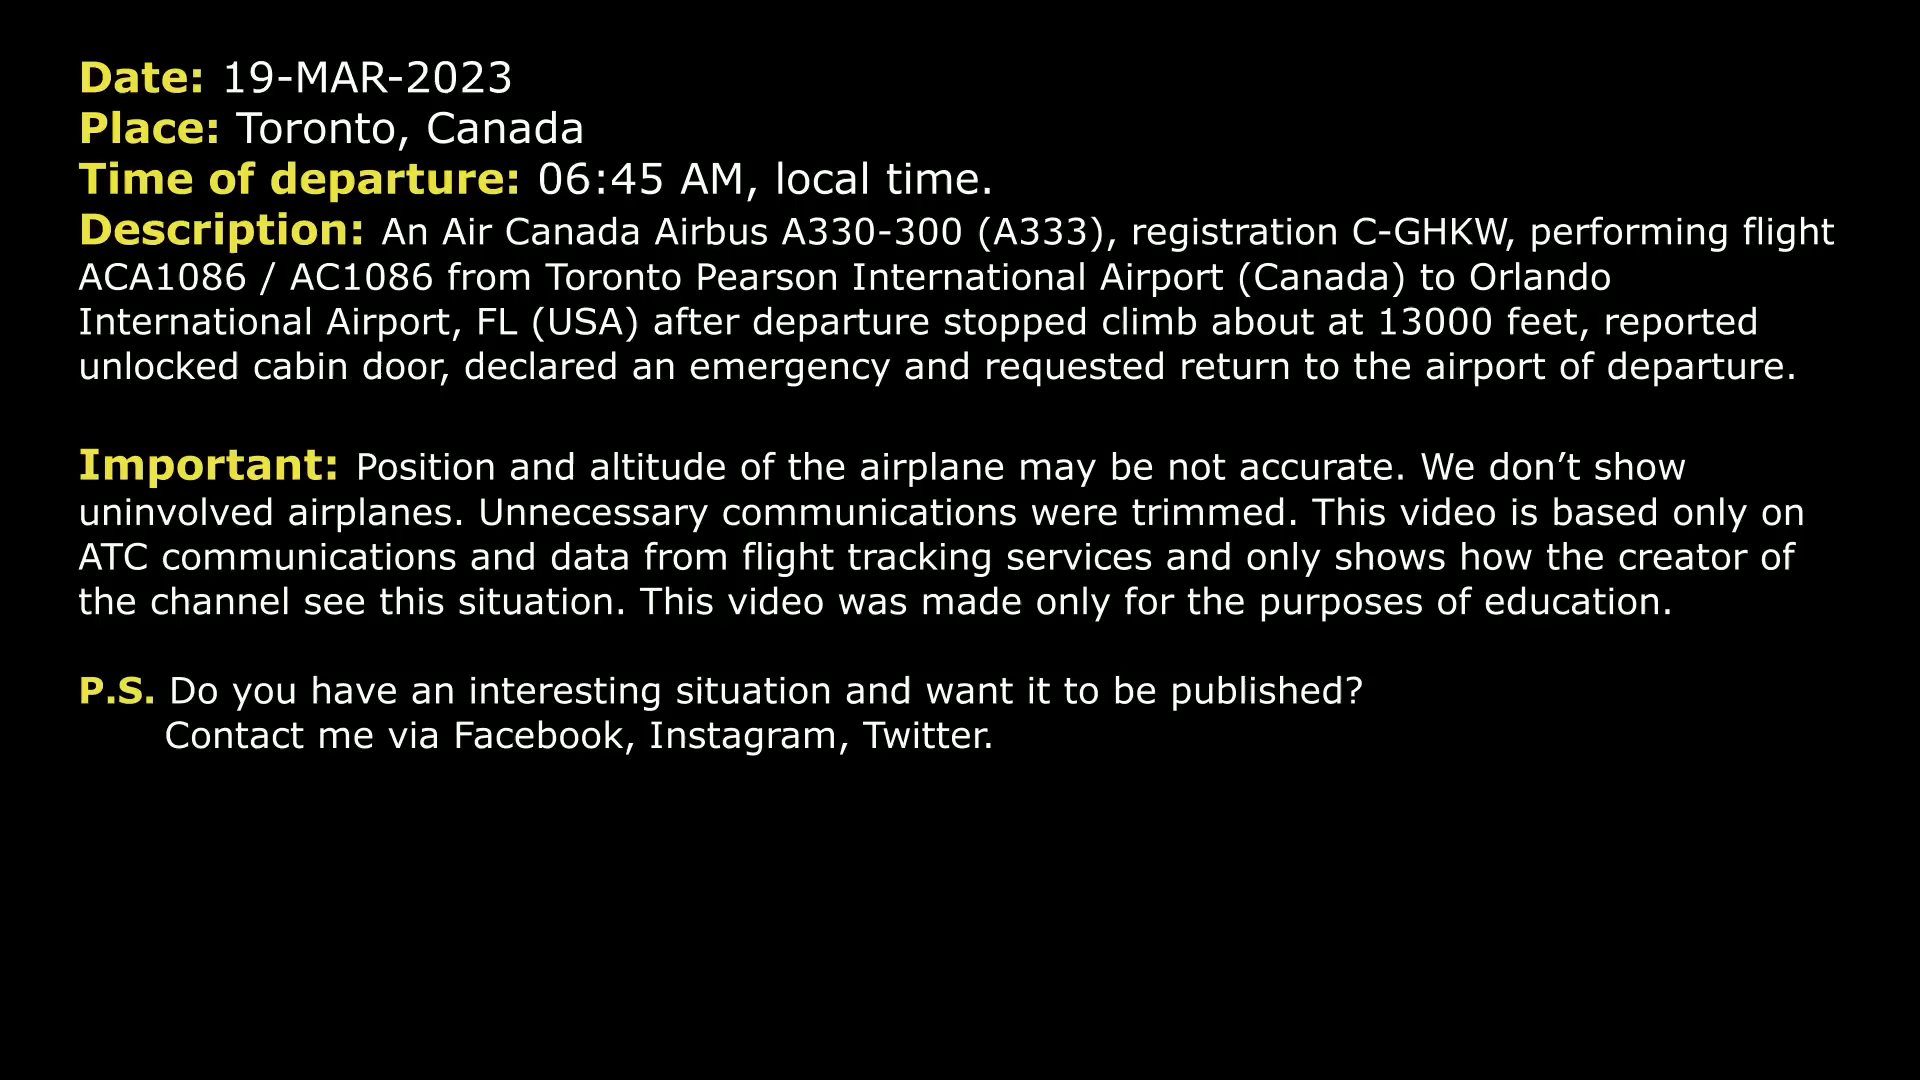 Date: 19-MAR-2023
Place: Toronto, Canada
Time of departure: 06:45 AM, local time.
Description: An Air Canada Airbus A330-300 (A333), registration C-GHKW, performing flight
ACA1086 / AC1086 from Toronto Pearson International Airport (Canada) to Orlando
International Airport, FL (USA) after departure stopped climb about at 13000 feet, reported
unlocked cabin door, declared an emergency and requested return to the airport of departure.
Important: Position and altitude of the airplane may be not accurate. We don’t show
uninvolved airplanes. Unnecessary communications were trimmed. This video is based only on
ATC communications and data from flight tracking services and only shows how the creator of
the channel see this situation. This video was made only for the purposes of education.
P.S. Do you have an interesting situation and want it to be published?
Contact me via Facebook, Instagram, Twitter.